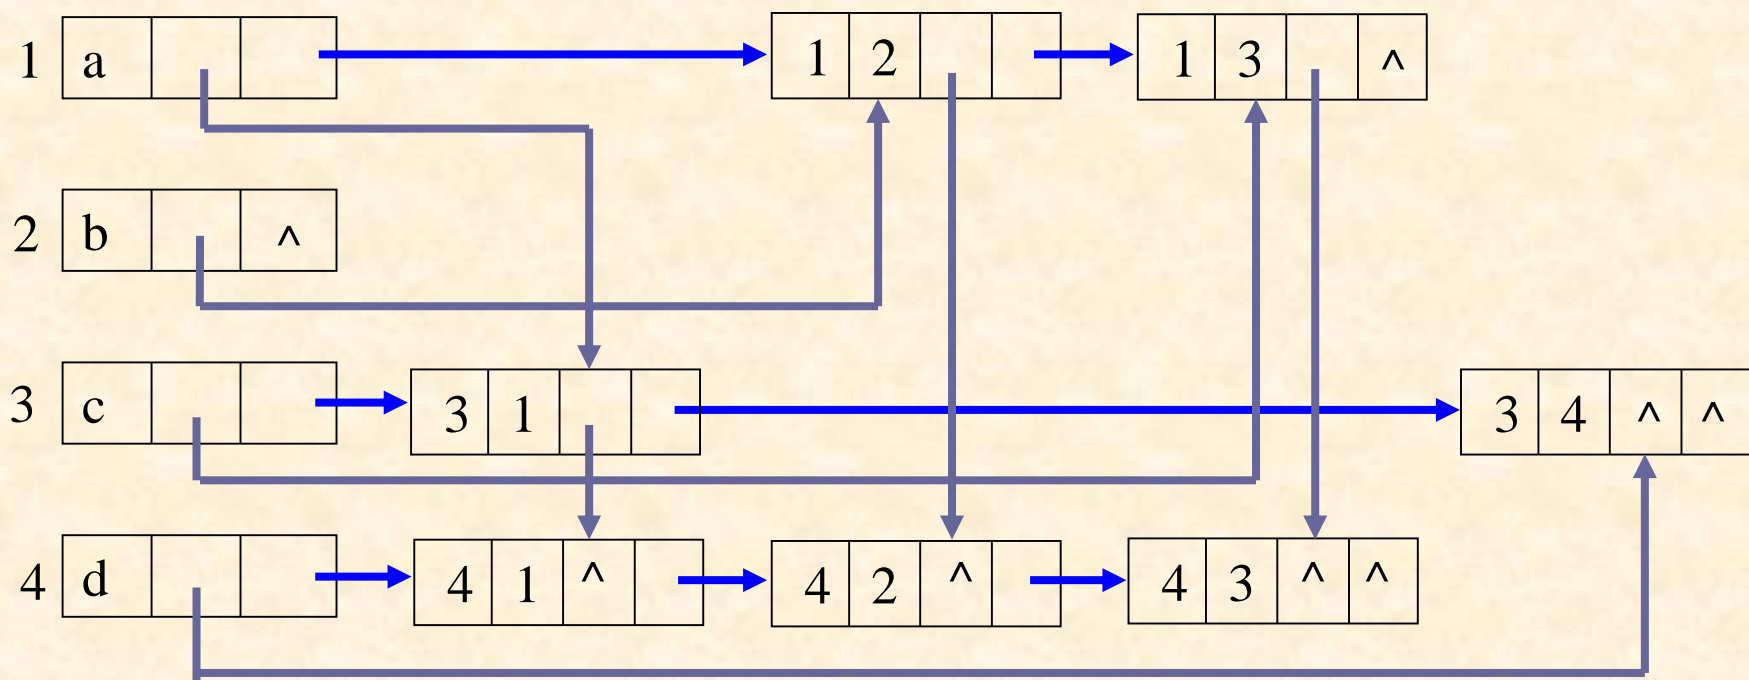 1 a 1 2 1 3 ^
2 b ^
3 c 3 1 3 4 ^ ^
4 d 4 1 ^ 4 2 ^ 4 3 ^ ^